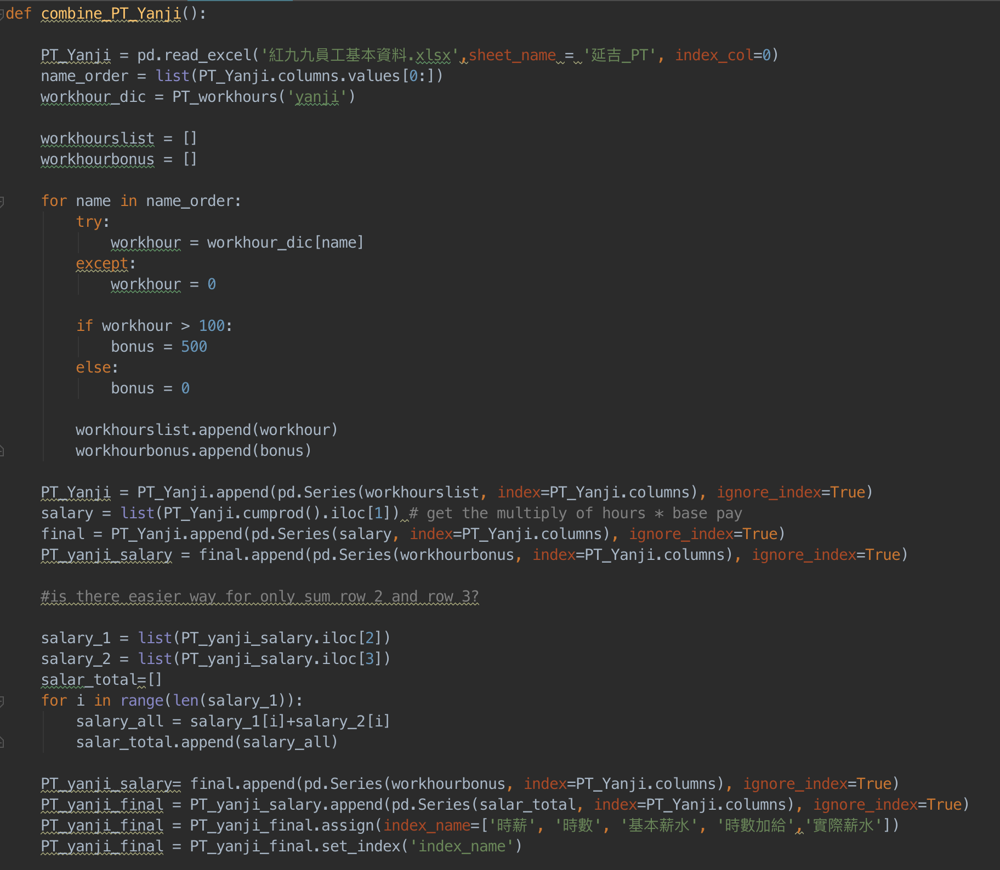 def combine_PT_Yanji():
PT_Yanji = pd.read_excel('紅九九員工基本資料.xlsx',sheet_name = '延吉_PT', index_col=0)
name_order = list(PT_Yanji.columns.values[0:])
workhour_dic = PT_workhours('yanji')
workhourslist = []
workhourbonus = []
for name in name_order:
try:
workhour = workhour_dic[name]
except:
workhour = 0
if workhour > 100:
bonus = 500
else:
bonus = 0
workhourslist.append(workhour)
workhourbonus.append(bonus)
PT_Yanji = PT_Yanji.append(pd.Series(workhourslist, index=PT_Yanji.columns), ignore_index=True)
salary = list(PT_Yanji.cumprod().iloc[1]) # get the multiply of hours * base pay
final = PT_Yanji.append(pd.Series(salary, index=PT_Yanji.columns), ignore_index=True)
PT_yanji_salary = final.append(pd.Series(workhourbonus, index=PT_Yanji.columns), ignore_index=True)
#is there easier way for only sum row 2 and row 3?
salary_1 = list(PT_yanji_salary.iloc[2])
salary_2 = list(PT_yanji_salary.iloc[3])
salar_total=[]
for i in range(len(salary_1)):
salary_all = salary_1[i]+salary_2[i]
salar_total.append(salary_all)
PT_yanji_salary= final.append(pd.Series(workhourbonus, index=PT_Yanji.columns), ignore_index=True)
PT_yanji_final = PT_yanji_salary.append(pd.Series(salar_total, index=PT_Yanji.columns), ignore_index=True)
PT_yanji_final = PT_yanji_final.assign(index_name=['時薪', '時數', '基本薪水', '時數加給','實際薪水'])
PT_yanji_final = PT_yanji_final.set_index('index_name')